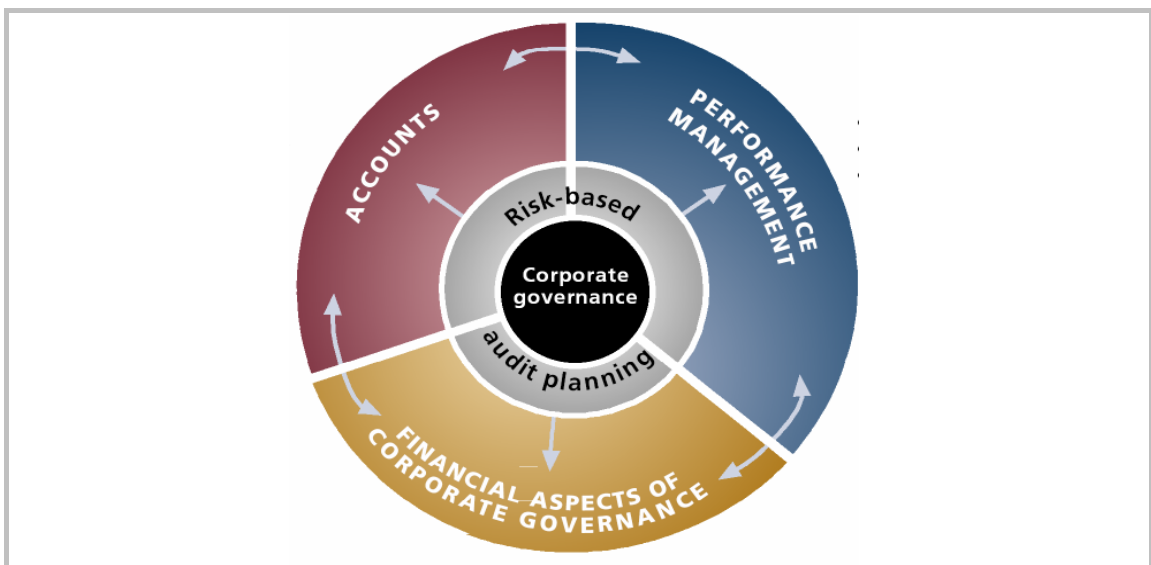 ACCOUNTS
PERFORMANCE
MANAGEMENT
Risk-based
Corporate
governance
audit planning
FINANCIAL ASPECTS OF
CORPORATE GOVERNANCE